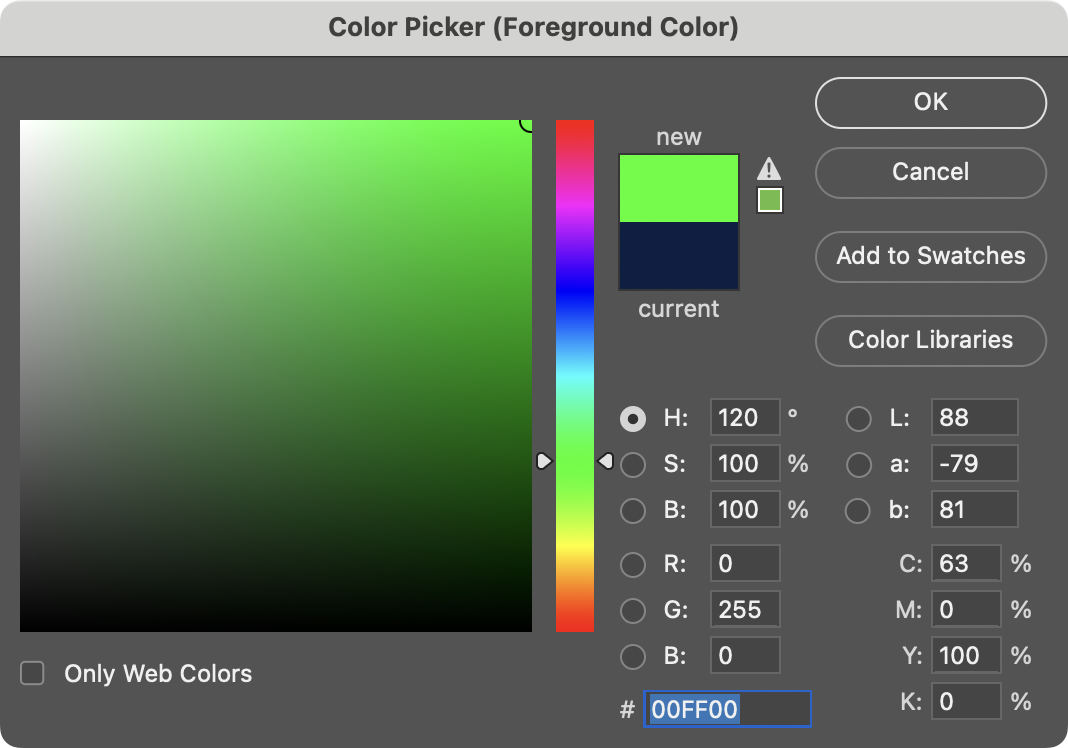 Color Picker (Foreground Color)
new
current
OK
Cancel
Add to Swatches
Color Libraries
H: 120 °
S: 100 %
B: 100 %
R: 0
G: 255
B: 0
# 00FF00
L: 88
a: -79
b: 81
C: 63 %
M: 0 %
Y: 100 %
K: 0 %
Only Web Colors